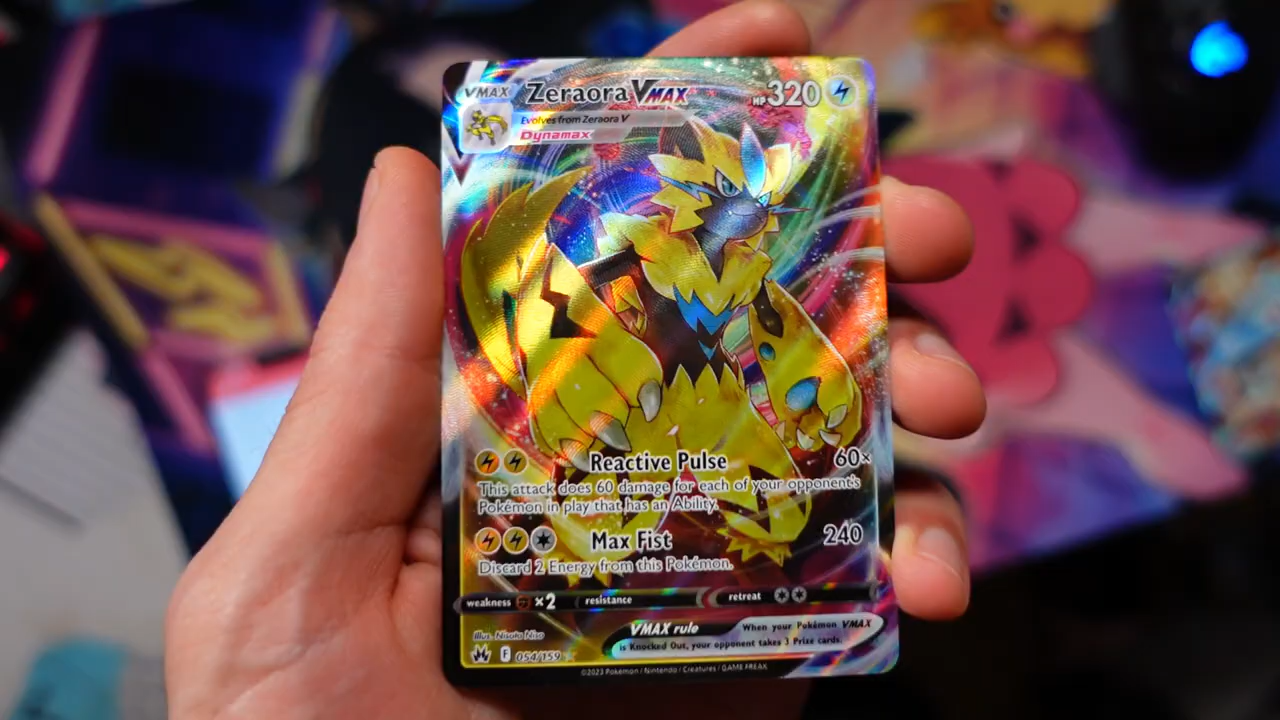 VMAX Zeraora VMAX HP 320
Evolves from Zeraora V
Dynamax
Reactive Pulse 60×
This attack does 60 damage for each of your opponent's
Pokémon in play that has an Ability.
Max Fist 240
Discard 2 Energy from this Pokémon.
weakness ×2 resistance retreat
VMAX rule When your Pokémon VMAX
is Knocked Out, your opponent takes 3 Prize cards.
Illus. Nisota Niso
F 054/159
©2023 Pokémon / Nintendo / Creatures / GAME FREAK